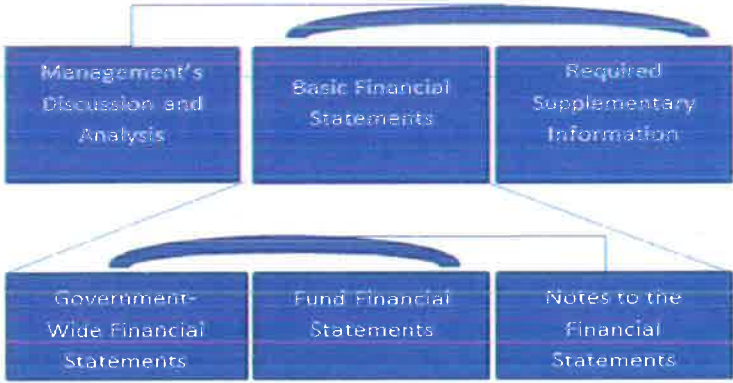 Management's
Discussion and
Analysis
Basic Financial
Statements
Required
Supplementary
Information
Government-
Wide Financial
Statements
Fund Financial
Statements
Notes to the
Financial
Statements